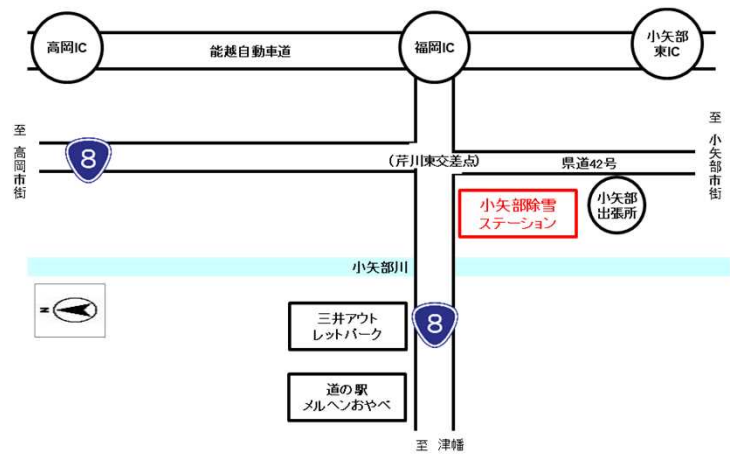 高岡IC
能越自動車道
福岡IC
小矢部
東IC
至 高岡市街
8
(芹川東交差点)
県道42号
至 小矢部市街
小矢部除雪
ステーション
小矢部
出張所
小矢部川
N
三井アウト
レットパーク
8
道の駅
メルヘンおやべ
至 津幡